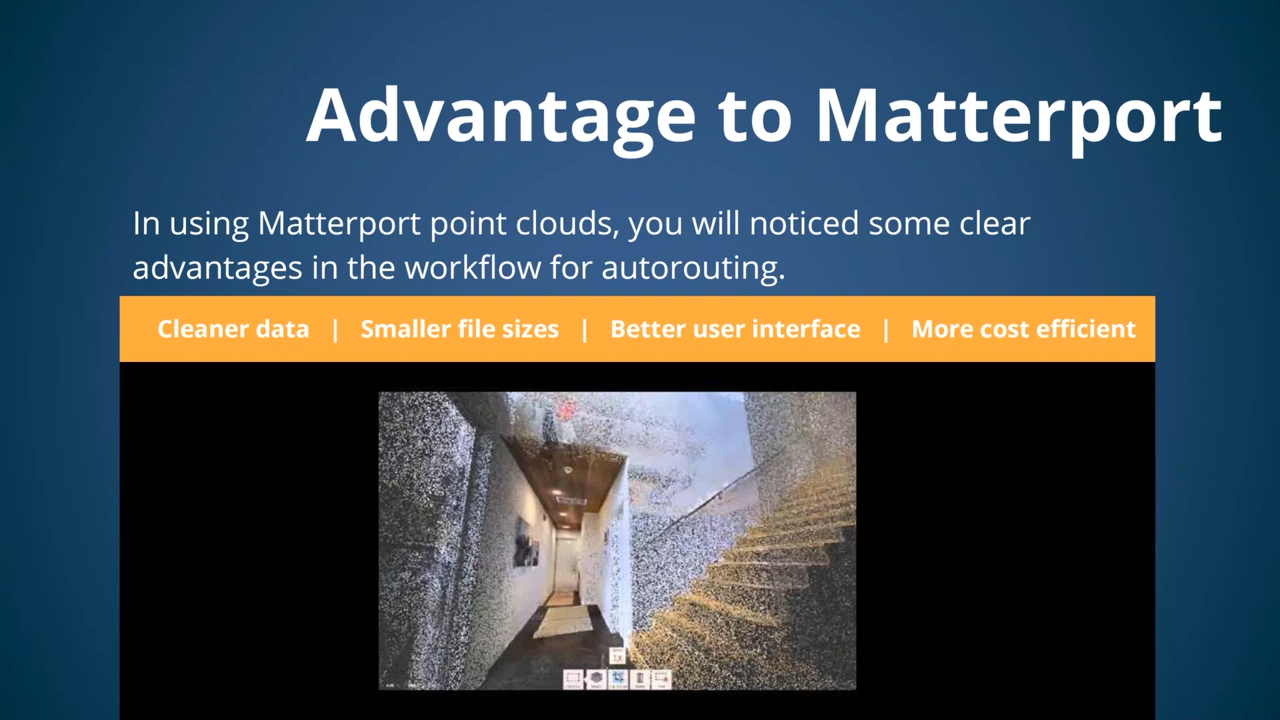 Advantage to Matterport
In using Matterport point clouds, you will noticed some clear
advantages in the workflow for autorouting.
Cleaner data | Smaller file sizes | Better user interface | More cost efficient